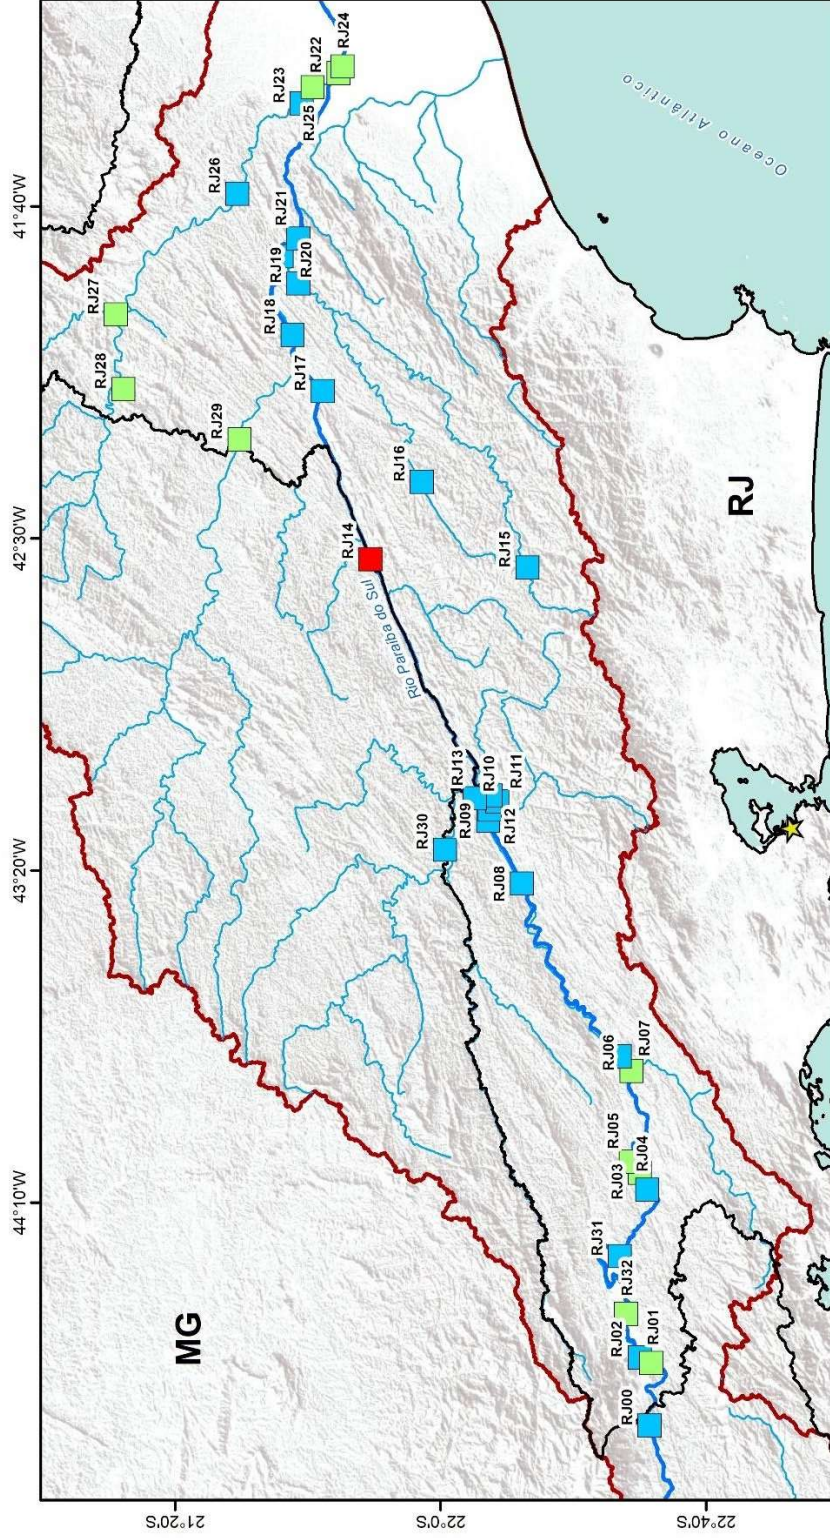 41°40'W
42°30'W
43°20'W
44°10'W
21°20'S
22°0'S
22°40'S
MG
RJ
Oceano Atlântico
Rio Paraíba do Sul
RJ00
RJ01
RJ02
RJ32
RJ31
RJ03
RJ04
RJ05
RJ06
RJ07
RJ08
RJ30
RJ09
RJ12
RJ13
RJ10
RJ11
RJ14
RJ15
RJ16
RJ17
RJ18
RJ19
RJ20
RJ21
RJ29
RJ28
RJ27
RJ26
RJ23
RJ25
RJ22
RJ24